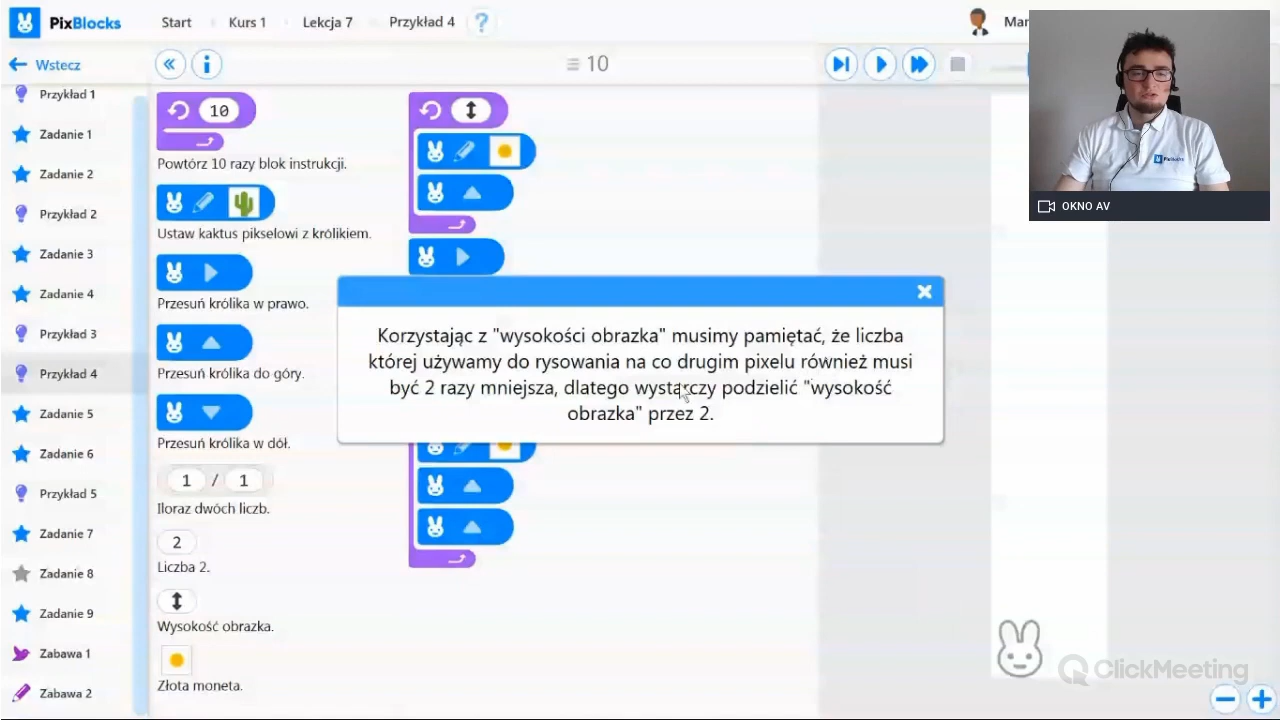 PixBlocks
Start
Kurs 1
Lekcja 7
Przykład 4
?
Mar
Wstecz
10
Przykład 1
Zadanie 1
Zadanie 2
Przykład 2
Zadanie 3
Zadanie 4
Przykład 3
Przykład 4
Zadanie 5
Zadanie 6
Przykład 5
Zadanie 7
Zadanie 8
Zadanie 9
Zabawa 1
Zabawa 2
10
Powtórz 10 razy blok instrukcji.
Ustaw kaktus pikselowi z królikiem.
Przesuń królika w prawo.
Przesuń królika do góry.
Przesuń królika w dół.
1 / 1
Iloraz dwóch liczb.
2
Liczba 2.
Wysokość obrazka.
Złota moneta.
Korzystając z "wysokości obrazka" musimy pamiętać, że liczba
której używamy do rysowania na co drugim pixelu również musi
być 2 razy mniejsza, dlatego wystarczy podzielić "wysokość
obrazka" przez 2.
PixBlocks
OKNO AV
ClickMeeting